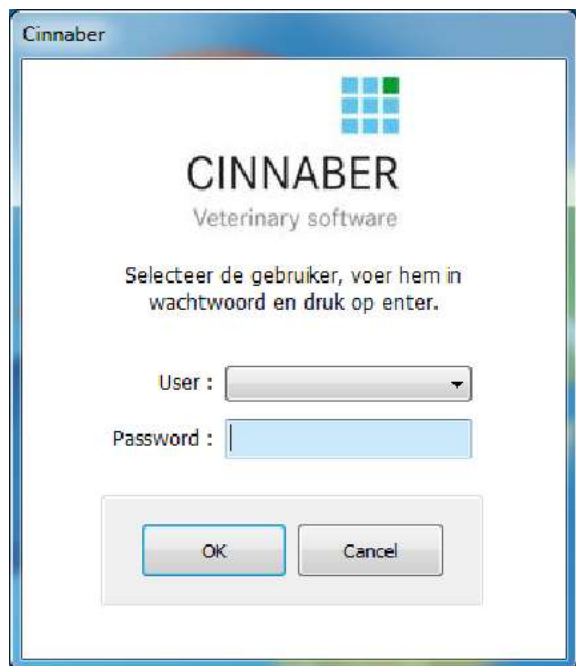 Cinnaber
CINNABER
Veterinary software
Selecteer de gebruiker, voer hem in
wachtwoord en druk op enter.
User :
Password :
OK
Cancel